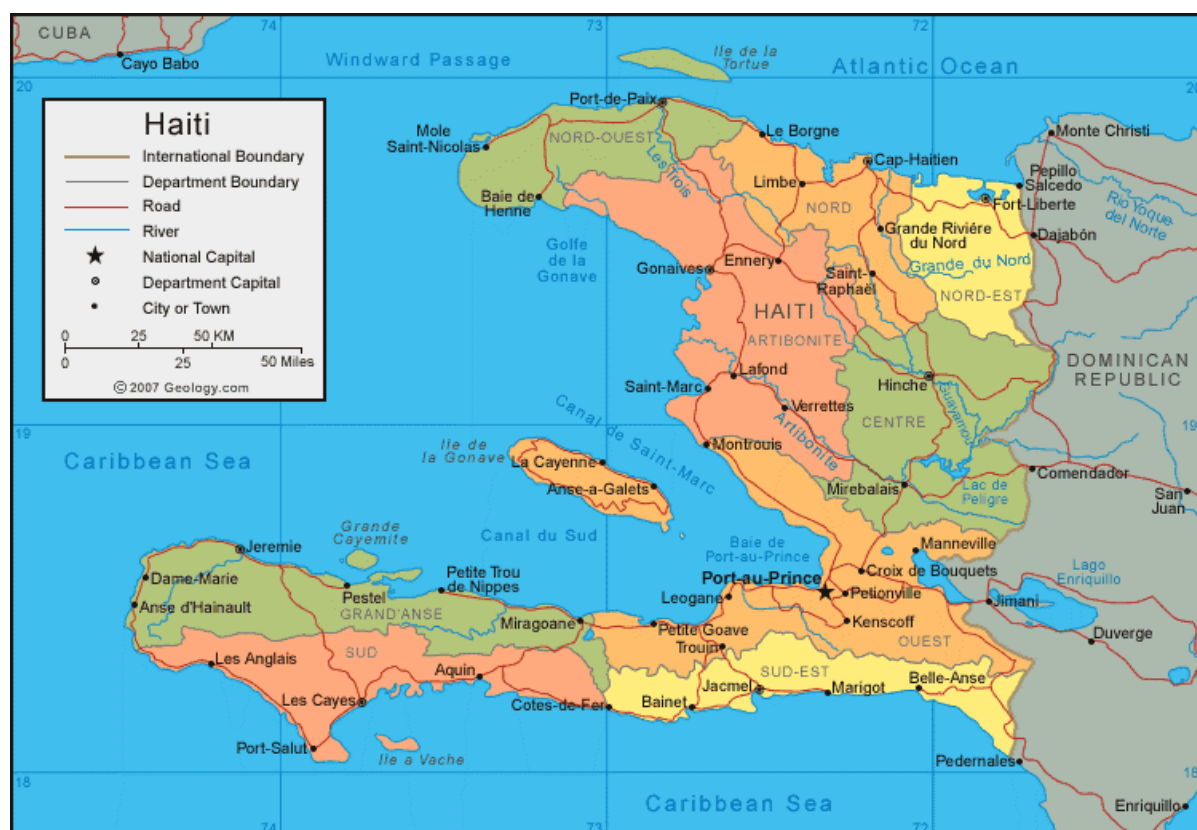 74
73
72
CUBA
Cayo Babo
Windward Passage
Ile de la
Tortue
Atlantic Ocean
20
20
Haiti
International Boundary
Department Boundary
Road
River
National Capital
Department Capital
City or Town
0 25 50 KM
0 25 50 Miles
© 2007 Geology.com
Port-de-Paix
Mole
Saint-Nicolas
NORD-OUEST
Le Borgne
Monte Christi
Les Trois
Cap-Haitien
Baie de
Henne
Limbe
Pepillo
Salcedo
Fort-Liberte
NORD
Rio Yoque
del Norte
Grande Riviére
du Nord
Dajabón
Golfe
de la
Gonave
Gonaives
Ennery
Saint-
Raphaël
Grande du Nord
NORD-EST
HAITI
ARTIBONITE
DOMINICAN
REPUBLIC
Lafond
Saint-Marc
Hinche
Verrettes
Guayamou
CENTRE
Canal de Saint-Marc
Artibonite
19
19
Caribbean Sea
Ile de
la Gonave
Montrouis
La Cayenne
Anse-a-Galets
Mirebalais
Lac de
Peligre
Comendador
San
Juan
Grande
Cayemite
Canal du Sud
Baie de
Port-au-Prince
Manneville
Jeremie
Croix de Bouquets
Lago
Enriquillo
Dame-Marie
Pestel
Petite Trou
de Nippes
Port-au-Prince
Leogane
Petionville
Jimani
Anse d'Hainault
GRAND'ANSE
Miragoane
Petite Goave
Kenscoff
Duverge
Trouin
OUEST
Les Anglais
SUD
Aquin
SUD-EST
Les Cayes
Cotes-de-Fer
Bainet
Jacmel
Marigot
Belle-Anse
Port-Salut
Ile a Vache
Pedernales
18
18
Caribbean Sea
Enriquillo
74
73
72